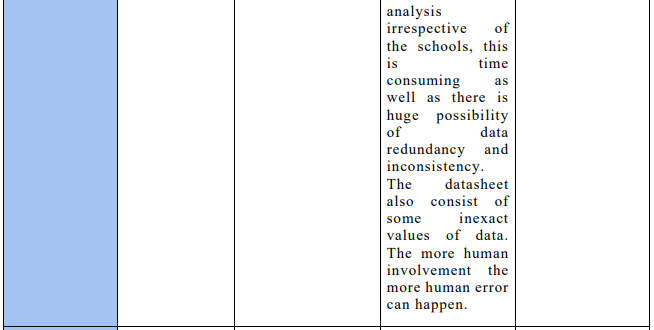 analysis
irrespective of
the schools, this
is time
consuming as
well as there is
huge possibility
of data
redundancy and
inconsistency.
The datasheet
also consist of
some inexact
values of data.
The more human
involvement the
more human error
can happen.